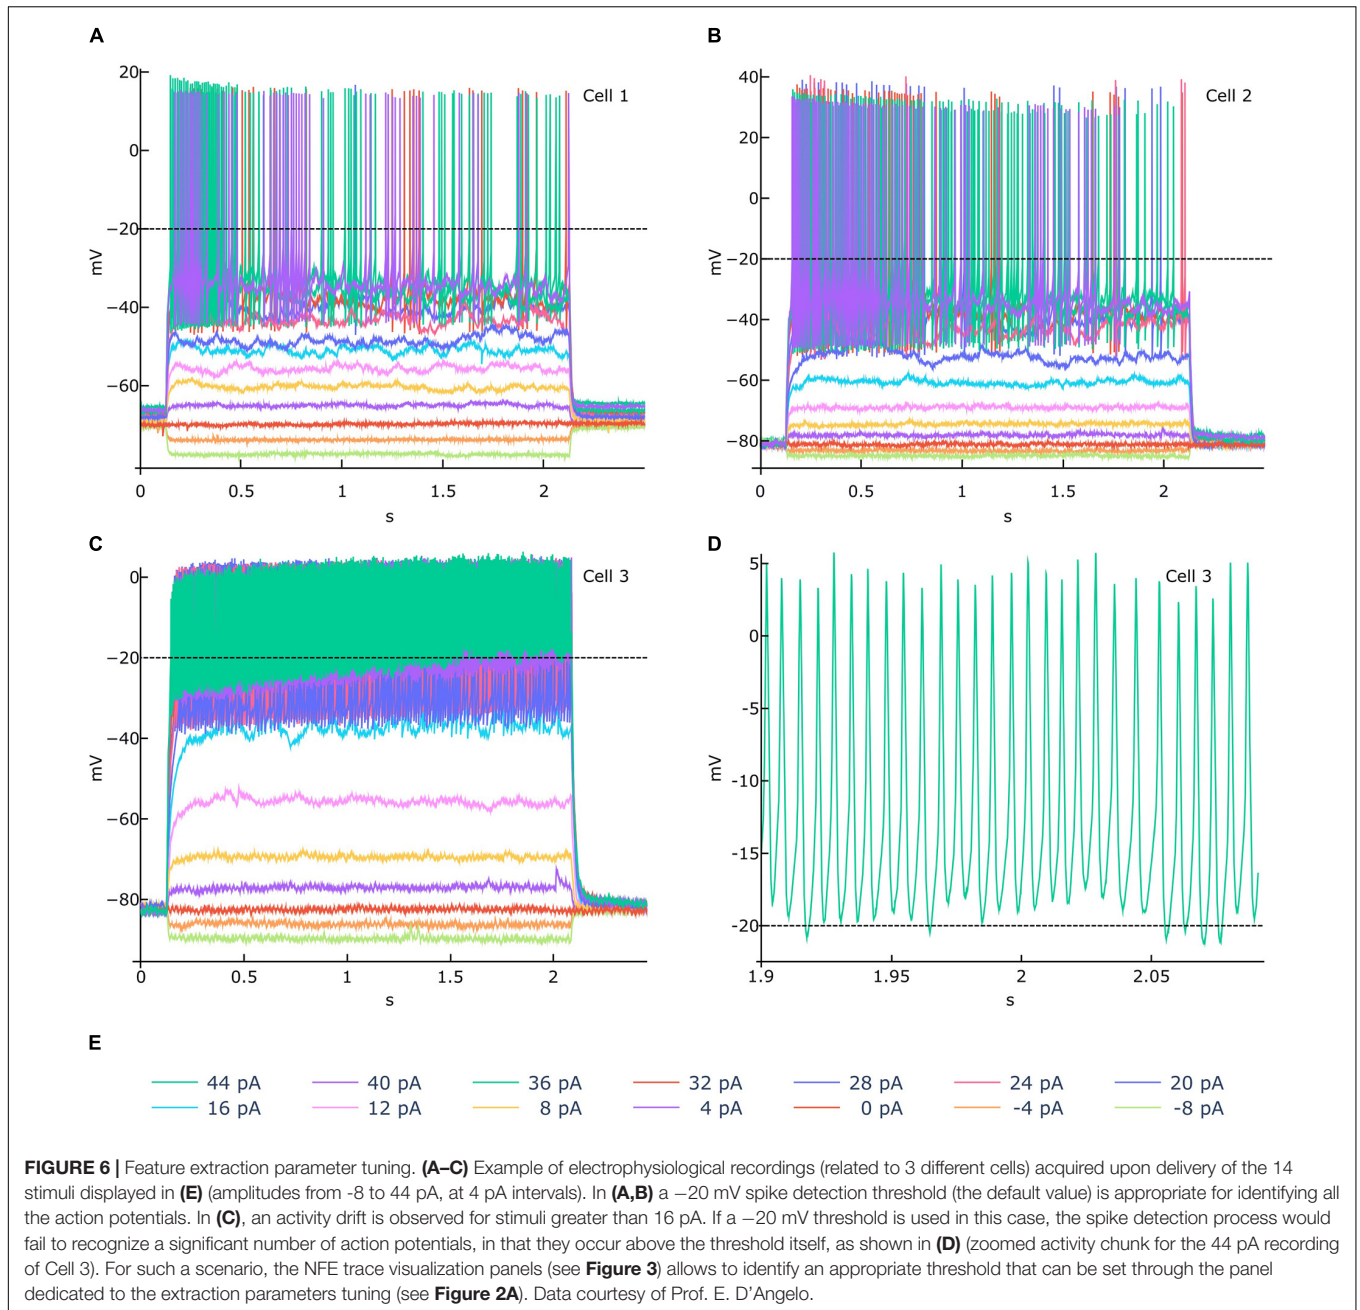 A
Cell 1
20
0
−20
−40
−60
mV
0 0.5 1 1.5 2
s
B
Cell 2
40
20
0
−20
−40
−60
−80
mV
0 0.5 1 1.5 2
s
C
Cell 3
0
−20
−40
−60
−80
mV
0 0.5 1 1.5 2
s
D
Cell 3
5
0
-5
-10
-15
-20
mV
1.9 1.95 2 2.05
s
E
44 pA 40 pA 36 pA 32 pA 28 pA 24 pA 20 pA
16 pA 12 pA 8 pA 4 pA 0 pA -4 pA -8 pA
FIGURE 6 | Feature extraction parameter tuning. (A–C) Example of electrophysiological recordings (related to 3 different cells) acquired upon delivery of the 14
stimuli displayed in (E) (amplitudes from -8 to 44 pA, at 4 pA intervals). In (A,B) a −20 mV spike detection threshold (the default value) is appropriate for identifying all
the action potentials. In (C), an activity drift is observed for stimuli greater than 16 pA. If a −20 mV threshold is used in this case, the spike detection process would
fail to recognize a significant number of action potentials, in that they occur above the threshold itself, as shown in (D) (zoomed activity chunk for the 44 pA recording
of Cell 3). For such a scenario, the NFE trace visualization panels (see Figure 3) allows to identify an appropriate threshold that can be set through the panel
dedicated to the extraction parameters tuning (see Figure 2A). Data courtesy of Prof. E. D’Angelo.